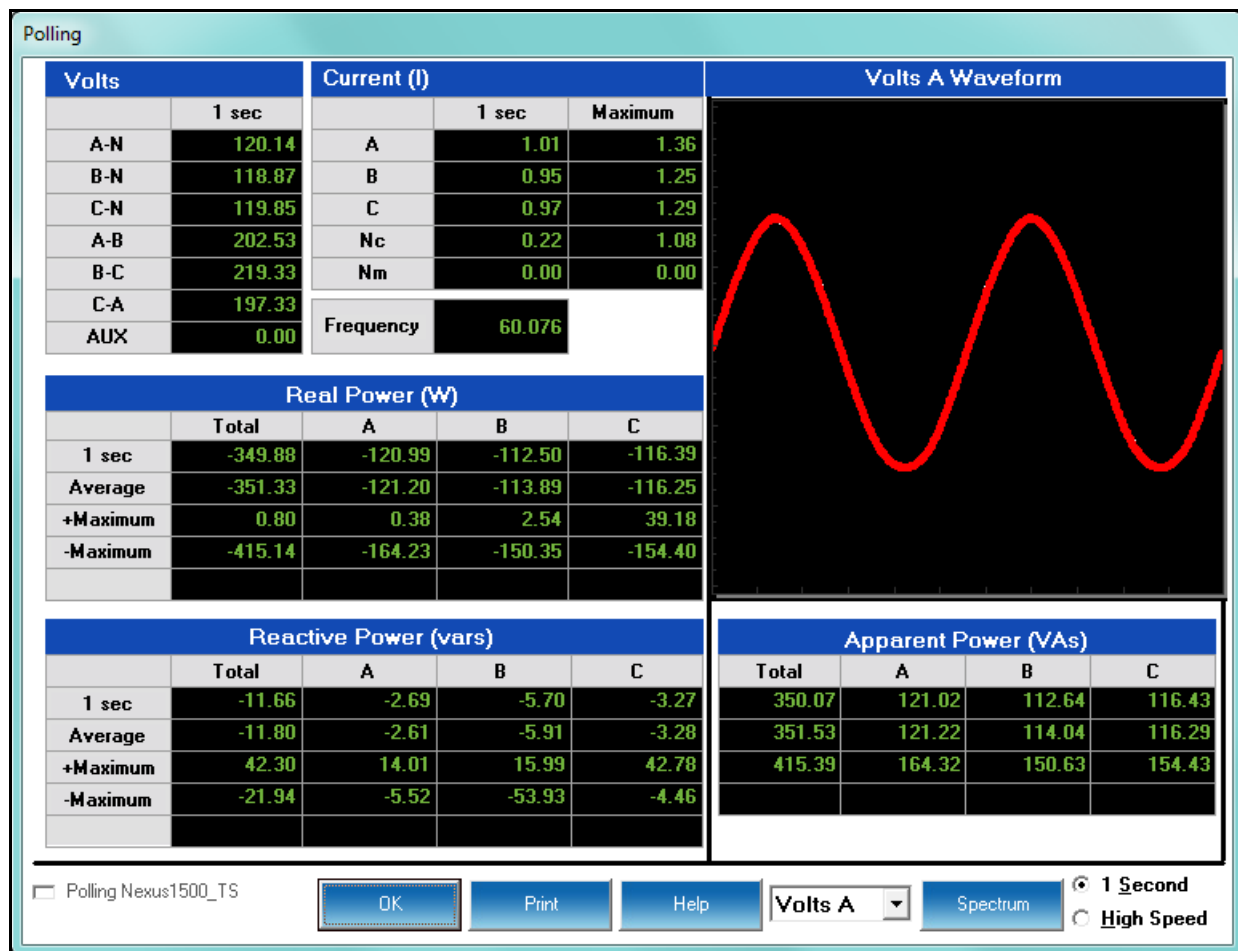 Polling
Volts Current (I) Volts A Waveform
1 sec 1 sec Maximum
A-N 120.14 A 1.01 1.36
B-N 118.87 B 0.95 1.25
C-N 119.85 C 0.97 1.29
A-B 202.53 Nc 0.22 1.08
B-C 219.33 Nm 0.00 0.00
C-A 197.33
AUX 0.00 Frequency 60.076
Real Power (W)
Total A B C
1 sec -349.88 -120.99 -112.50 -116.39
Average -351.33 -121.20 -113.89 -116.25
+Maximum 0.80 0.38 2.54 39.18
-Maximum -415.14 -164.23 -150.35 -154.40
Reactive Power (vars) Apparent Power (VAs)
Total A B C Total A B C
1 sec -11.66 -2.69 -5.70 -3.27 350.07 121.02 112.64 116.43
Average -11.80 -2.61 -5.91 -3.28 351.53 121.22 114.04 116.29
+Maximum 42.30 14.01 15.99 42.78 415.39 164.32 150.63 154.43
-Maximum -21.94 -5.52 -53.93 -4.46
Polling Nexus1500_TS OK Print Help Volts A Spectrum 1 Second
High Speed